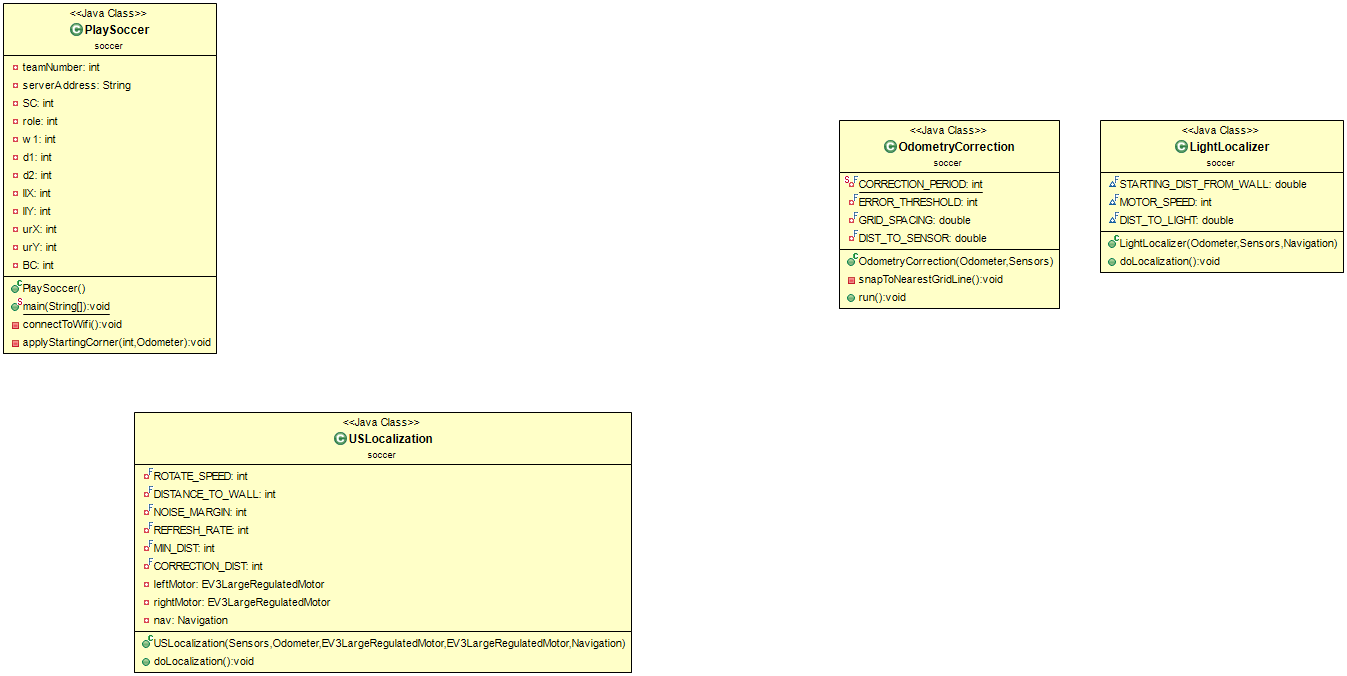 <<Java Class>>
PlaySoccer
soccer
teamNumber: int
serverAddress: String
SC: int
role: int
w1: int
d1: int
d2: int
llX: int
llY: int
urX: int
urY: int
BC: int
PlaySoccer()
main(String[]):void
connectToWifi():void
applyStartingCorner(int,Odometer):void
<<Java Class>>
OdometryCorrection
soccer
CORRECTION_PERIOD: int
ERROR_THRESHOLD: int
GRID_SPACING: double
DIST_TO_SENSOR: double
OdometryCorrection(Odometer,Sensors)
snapToNearestGridLine():void
run():void
<<Java Class>>
LightLocalizer
soccer
STARTING_DIST_FROM_WALL: double
MOTOR_SPEED: int
DIST_TO_LIGHT: double
LightLocalizer(Odometer,Sensors,Navigation)
doLocalization():void
<<Java Class>>
USLocalization
soccer
ROTATE_SPEED: int
DISTANCE_TO_WALL: int
NOISE_MARGIN: int
REFRESH_RATE: int
MIN_DIST: int
CORRECTION_DIST: int
leftMotor: EV3LargeRegulatedMotor
rightMotor: EV3LargeRegulatedMotor
nav: Navigation
USLocalization(Sensors,Odometer,EV3LargeRegulatedMotor,EV3LargeRegulatedMotor,Navigation)
doLocalization():void